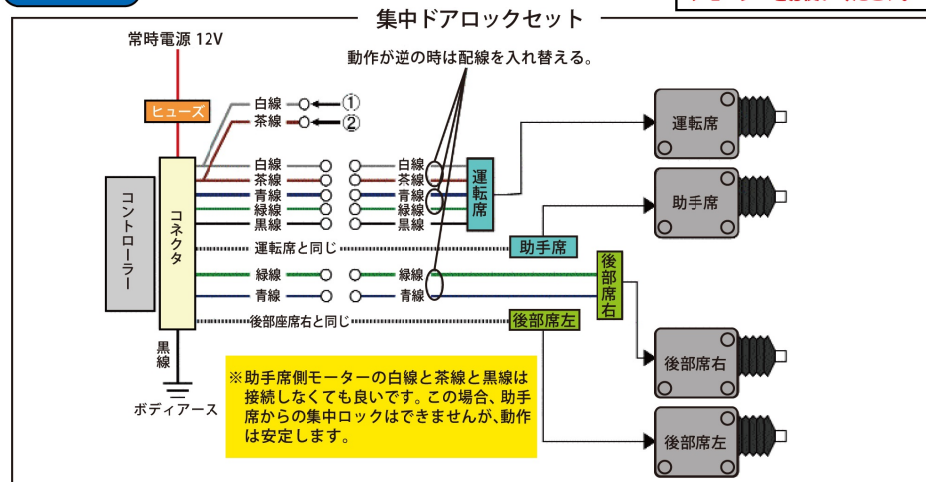 集中ドアロックセット
常時電源 12V
動作が逆の時は配線を入れ替える。
ヒューズ
白線 ①
茶線 ②
運転席
白線 白線
茶線 茶線
青線 青線
緑線 緑線
黒線 黒線
運転席
助手席
コントローラー
コネクタ
運転席と同じ
助手席
緑線 緑線
青線 青線
後部席右
後部座席右と同じ
後部席左
黒線
ボディアース
後部席右
後部席左
※助手席側モーターの白線と茶線と黒線は
接続しなくても良いです。この場合、助手
席からの集中ロックはできませんが、動作
は安定します。